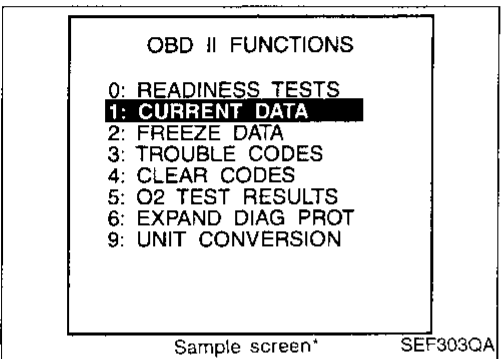 OBD II FUNCTIONS
0: READINESS TESTS
1: CURRENT DATA
2: FREEZE DATA
3: TROUBLE CODES
4: CLEAR CODES
5: O2 TEST RESULTS
6: EXPAND DIAG PROT
9: UNIT CONVERSION
Sample screen*
SEF303QA